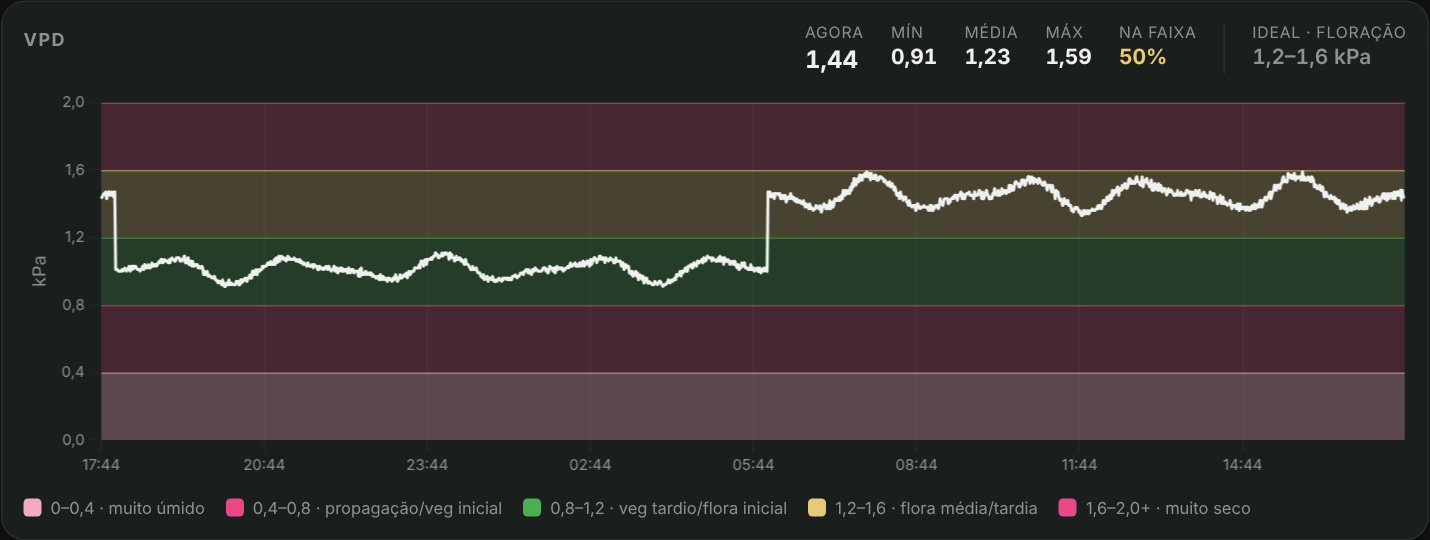 VPD
AGORA MÍN MÉDIA MÁX NA FAIXA IDEAL · FLORAÇÃO
1,44 0,91 1,23 1,59 50% 1,2–1,6 kPa
2,0
1,6
1,2
0,8
0,4
0,0
kPa
17:44 20:44 23:44 02:44 05:44 08:44 11:44 14:44
0–0,4 · muito úmido 0,4–0,8 · propagação/veg inicial 0,8–1,2 · veg tardio/flora inicial 1,2–1,6 · flora média/tardia 1,6–2,0+ · muito seco